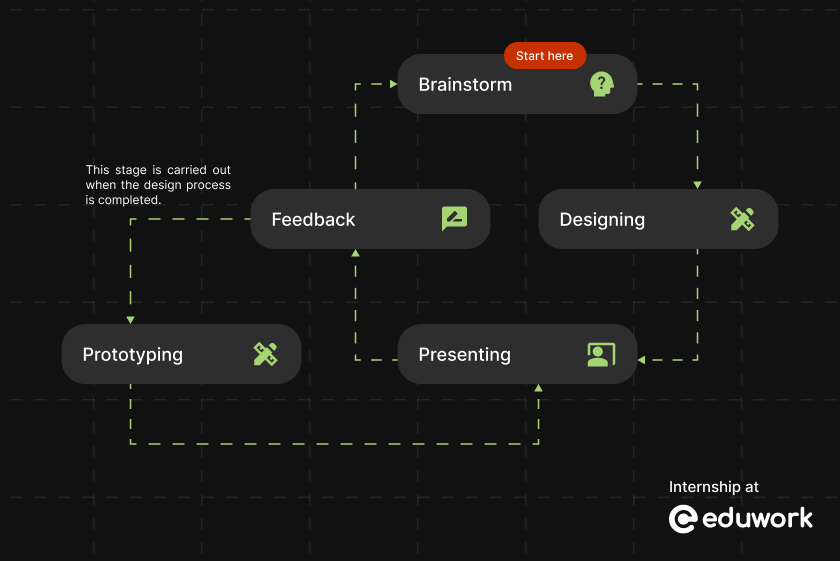 Start here
Brainstorm
This stage is carried out
when the design process
is completed.
Feedback
Designing
Prototyping
Presenting
Internship at
eduwork